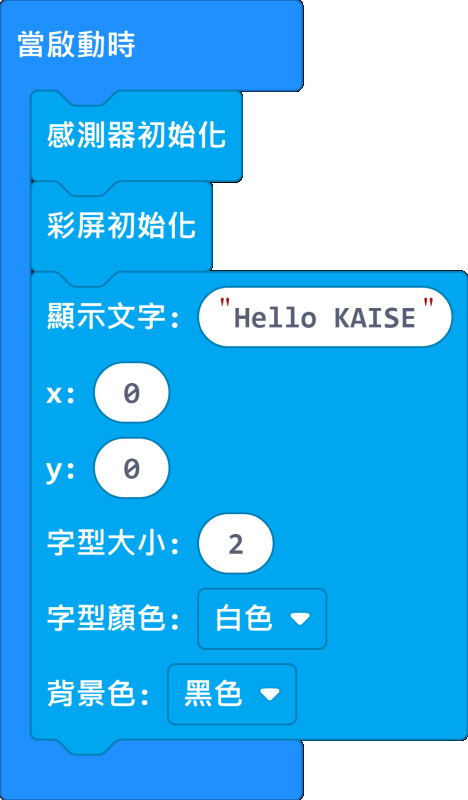 當啟動時
感測器初始化
彩屏初始化
顯示文字: "Hello KAISE"
x: 0
y: 0
字型大小: 2
字型顏色: 白色
背景色: 黑色